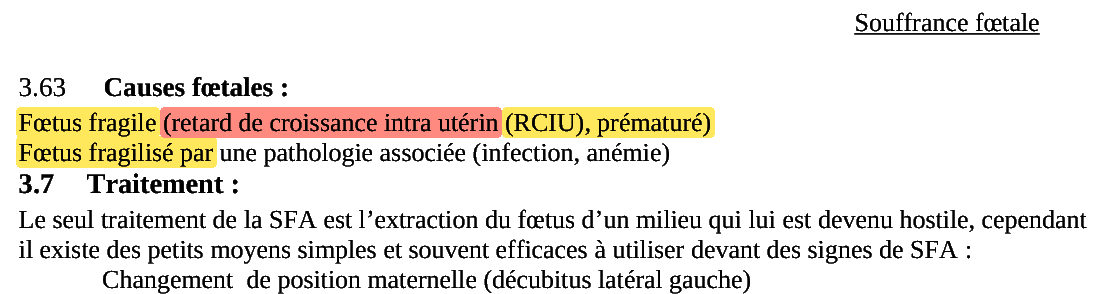 Souffrance fœtale
3.63 Causes fœtales :
Fœtus fragile (retard de croissance intra utérin (RCIU), prématuré)
Fœtus fragilisé par une pathologie associée (infection, anémie)
3.7 Traitement :
Le seul traitement de la SFA est l’extraction du fœtus d’un milieu qui lui est devenu hostile, cependant
il existe des petits moyens simples et souvent efficaces à utiliser devant des signes de SFA :
Changement de position maternelle (décubitus latéral gauche)